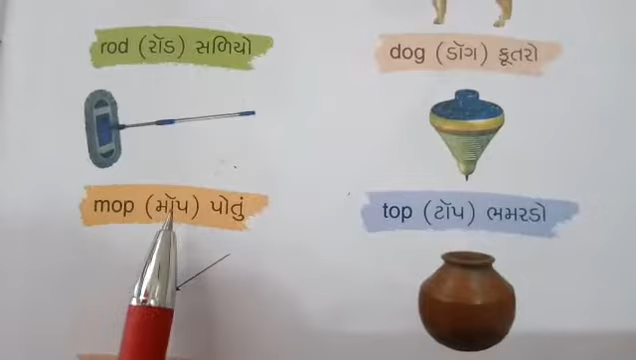 rod (રૉડ) સળિયો
dog (ડૉગ) કૂતરો
mop (મૉપ) પોતું
top (ટૉપ) ભમરડો